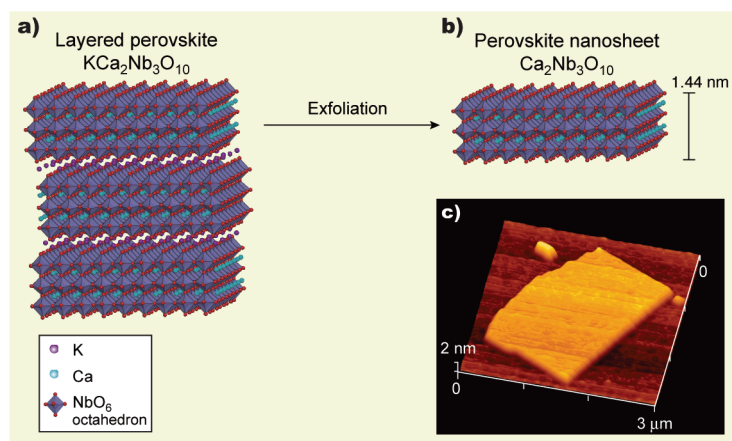 a)
Layered perovskite
KCa₂Nb₃O₁₀
Exfoliation
b)
Perovskite nanosheet
Ca₂Nb₃O₁₀
1.44 nm
K
Ca
NbO₆
octahedron
c)
0
2 nm
0
3 μm